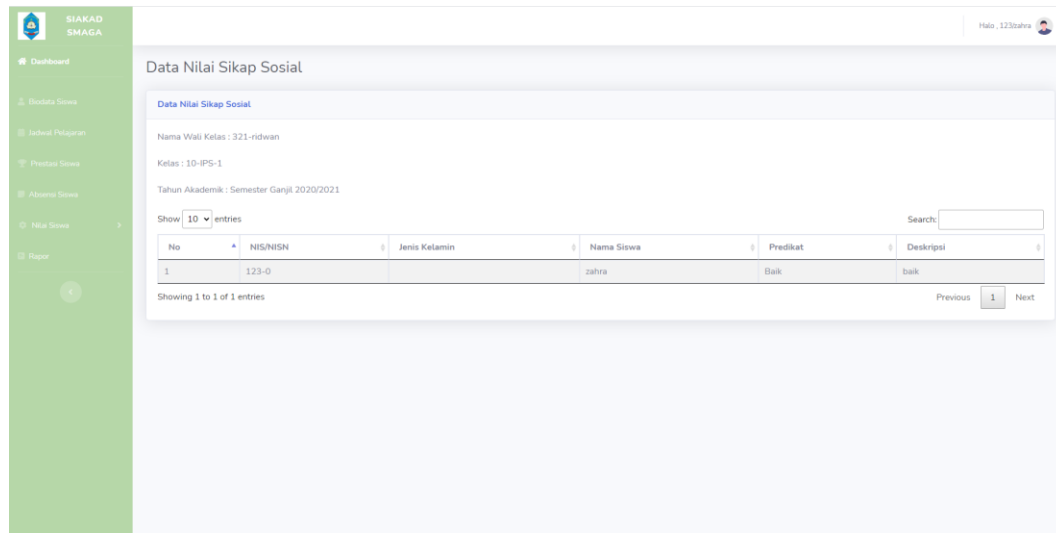 SIAKAD
SMAGA
Halo , 123/zahra
Dashboard
Biodata Siswa
Jadwal Pelajaran
Prestasi Siswa
Absensi Siswa
Nilai Siswa
Rapor
Data Nilai Sikap Sosial
Data Nilai Sikap Sosial
Nama Wali Kelas : 321-ridwan
Kelas : 10-IPS-1
Tahun Akademik : Semester Ganjil 2020/2021
Show 10 entries Search:
No NIS/NISN Jenis Kelamin Nama Siswa Predikat Deskripsi
1 123-0 zahra Baik baik
Showing 1 to 1 of 1 entries Previous 1 Next